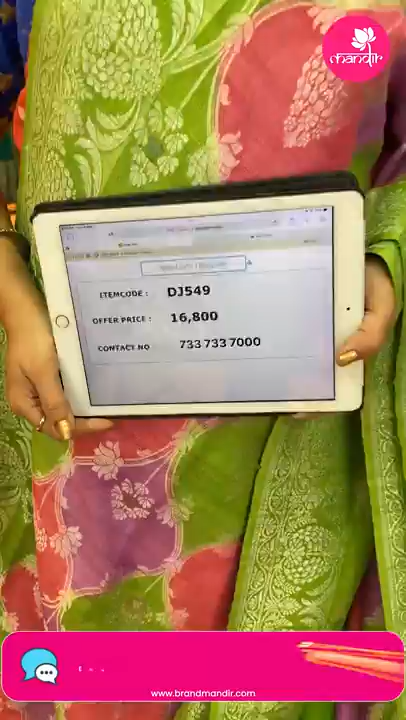 mandir
ITEMCODE : DJ549
OFFER PRICE : 16,800
CONTACT NO 733 733 7000
www.brandmandir.com